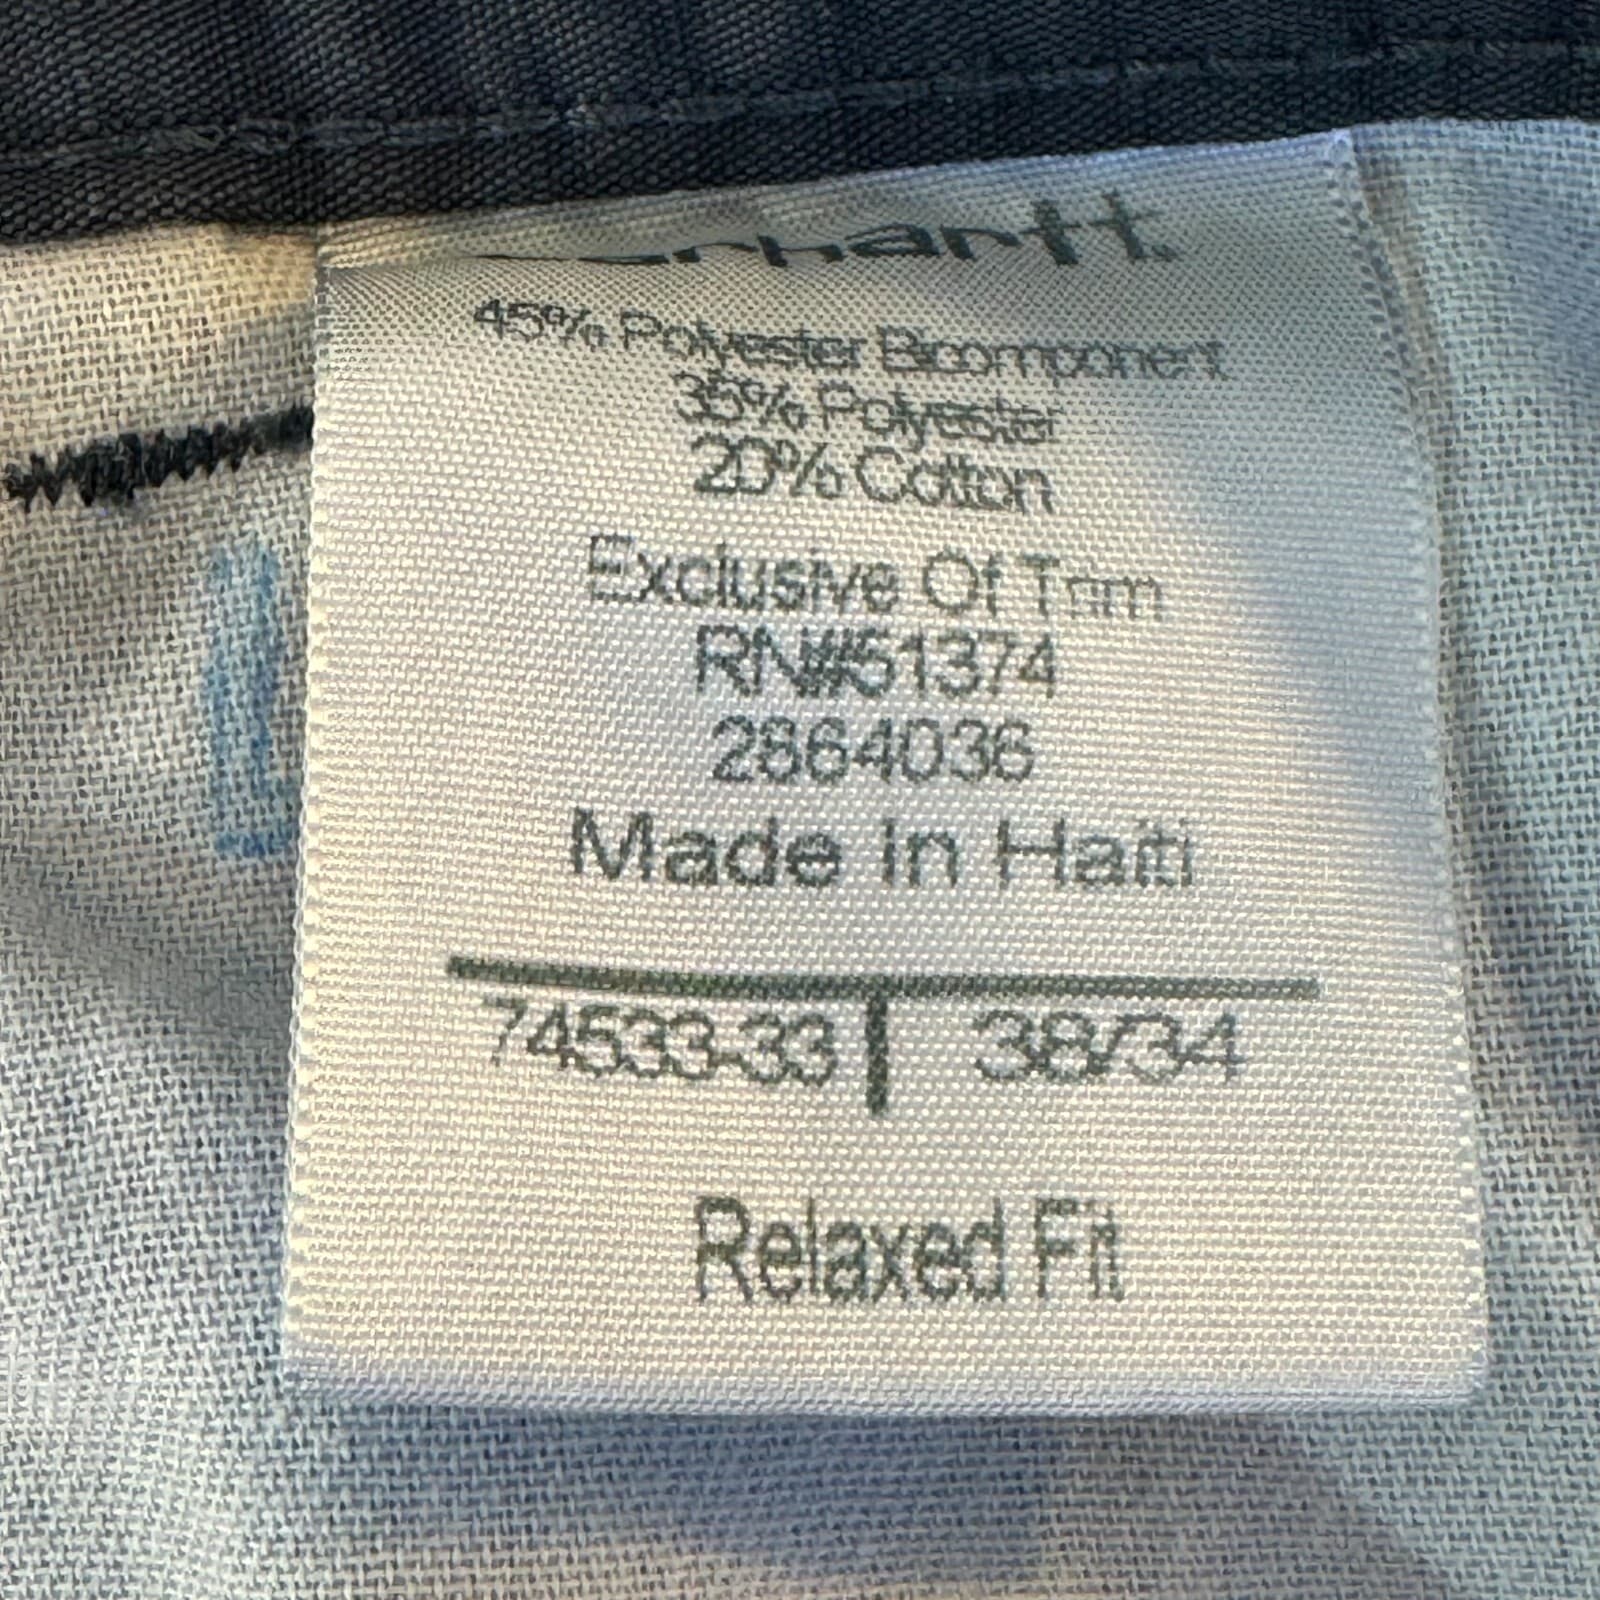 carhartt.
45% Polyester Bicomponent
35% Polyester
20% Cotton
Exclusive Of Trim
RN#51374
2864036
Made in Haiti
74533-33 38/34
Relaxed Fit